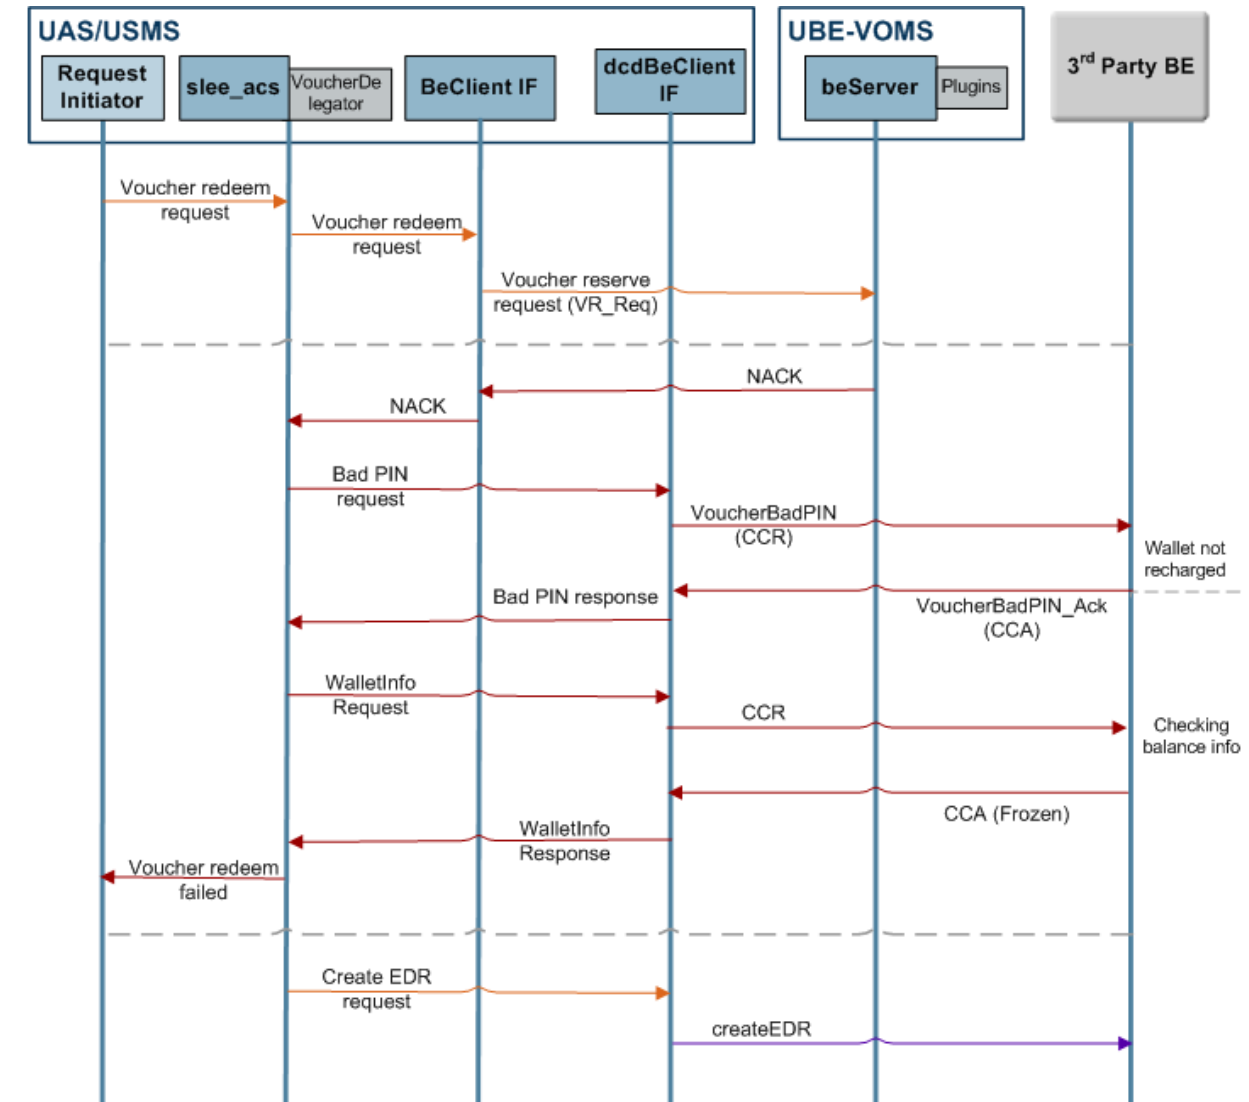 UAS/USMS
UBE-VOMS
Request
Initiator
slee_acs
VoucherDe
legator
BeClient IF
dcdBeClient
IF
beServer
Plugins
3rd Party BE
Voucher redeem
request
Voucher redeem
request
Voucher reserve
request (VR_Req)
NACK
NACK
Bad PIN
request
VoucherBadPIN
(CCR)
Wallet not
recharged
Bad PIN response
VoucherBadPIN_Ack
(CCA)
WalletInfo
Request
CCR
Checking
balance info
CCA (Frozen)
WalletInfo
Response
Voucher redeem
failed
Create EDR
request
createEDR